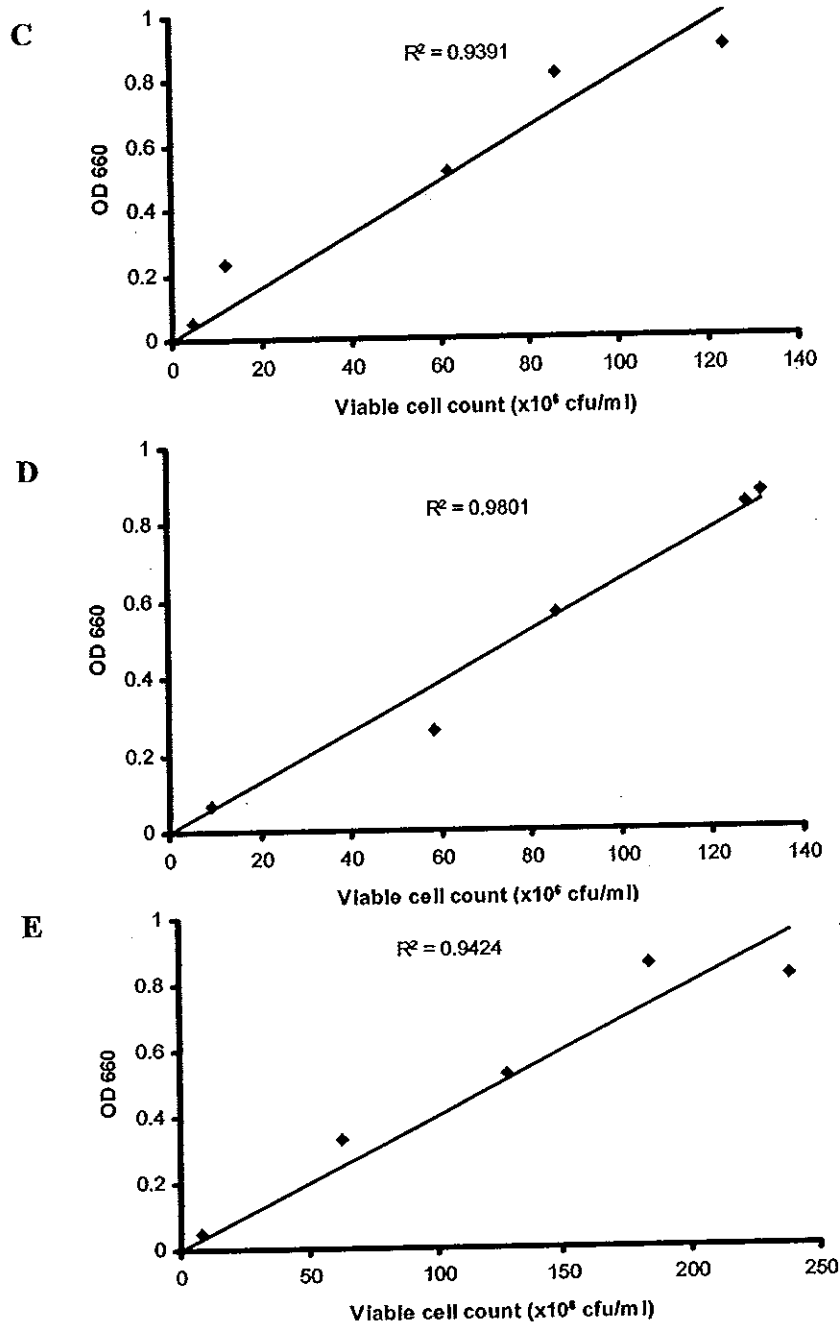 C
1
0.8
0.6
0.4
0.2
0
OD 660
R² = 0.9391
0 20 40 60 80 100 120 140
Viable cell count (x10⁶ cfu/ml)
D
1
0.8
0.6
0.4
0.2
0
OD 660
R² = 0.9801
0 20 40 60 80 100 120 140
Viable cell count (x10⁶ cfu/ml)
E
1
0.8
0.6
0.4
0.2
0
OD 660
R² = 0.9424
0 50 100 150 200 250
Viable cell count (x10⁶ cfu/ml)